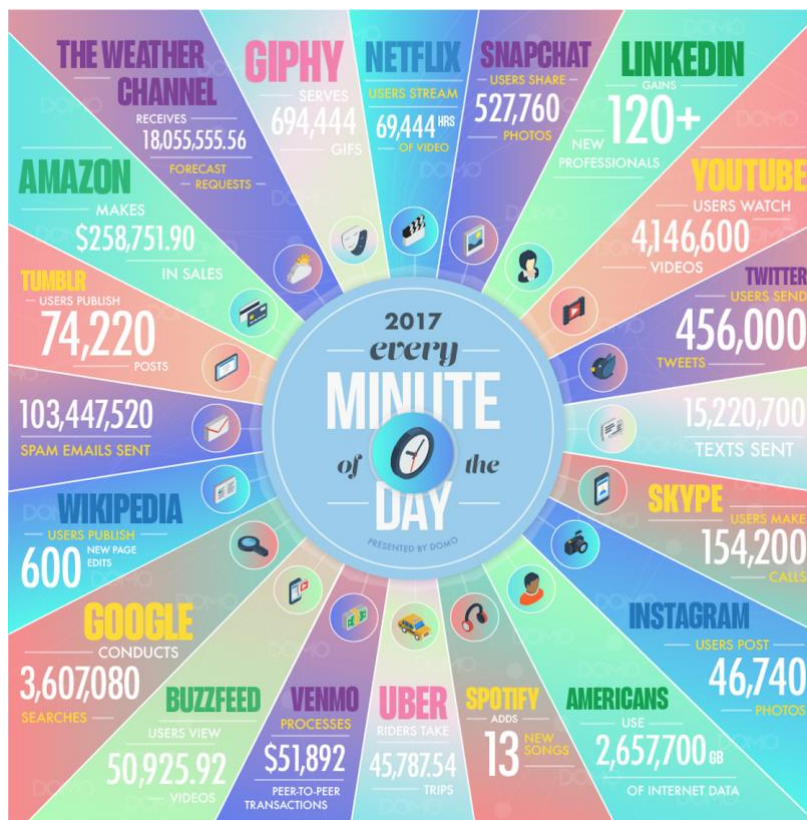 2017
every
MINUTE
of the
DAY
PRESENTED BY DOMO
THE WEATHER
CHANNEL
RECEIVES
18,055,555.56
FORECAST
REQUESTS
GIPHY
SERVES
694,444
GIFS
NETFLIX
USERS STREAM
69,444 HRS
OF VIDEO
SNAPCHAT
USERS SHARE
527,760
PHOTOS
LINKEDIN
GAINS
120+
NEW
PROFESSIONALS
YOUTUBE
USERS WATCH
4,146,600
VIDEOS
TWITTER
USERS SEND
456,000
TWEETS
15,220,700
TEXTS SENT
SKYPE
USERS MAKE
154,200
CALLS
INSTAGRAM
USERS POST
46,740
PHOTOS
AMERICANS
USE
2,657,700 GB
OF INTERNET DATA
SPOTIFY
ADDS
13 NEW
SONGS
UBER
RIDERS TAKE
45,787.54
TRIPS
VENMO
PROCESSES
$51,892
PEER-TO-PEER
TRANSACTIONS
BUZZFEED
USERS VIEW
50,925.92
VIDEOS
GOOGLE
CONDUCTS
3,607,080
SEARCHES
WIKIPEDIA
USERS PUBLISH
600 NEW PAGE
EDITS
103,447,520
SPAM EMAILS SENT
TUMBLR
USERS PUBLISH
74,220
POSTS
AMAZON
MAKES
$258,751.90
IN SALES